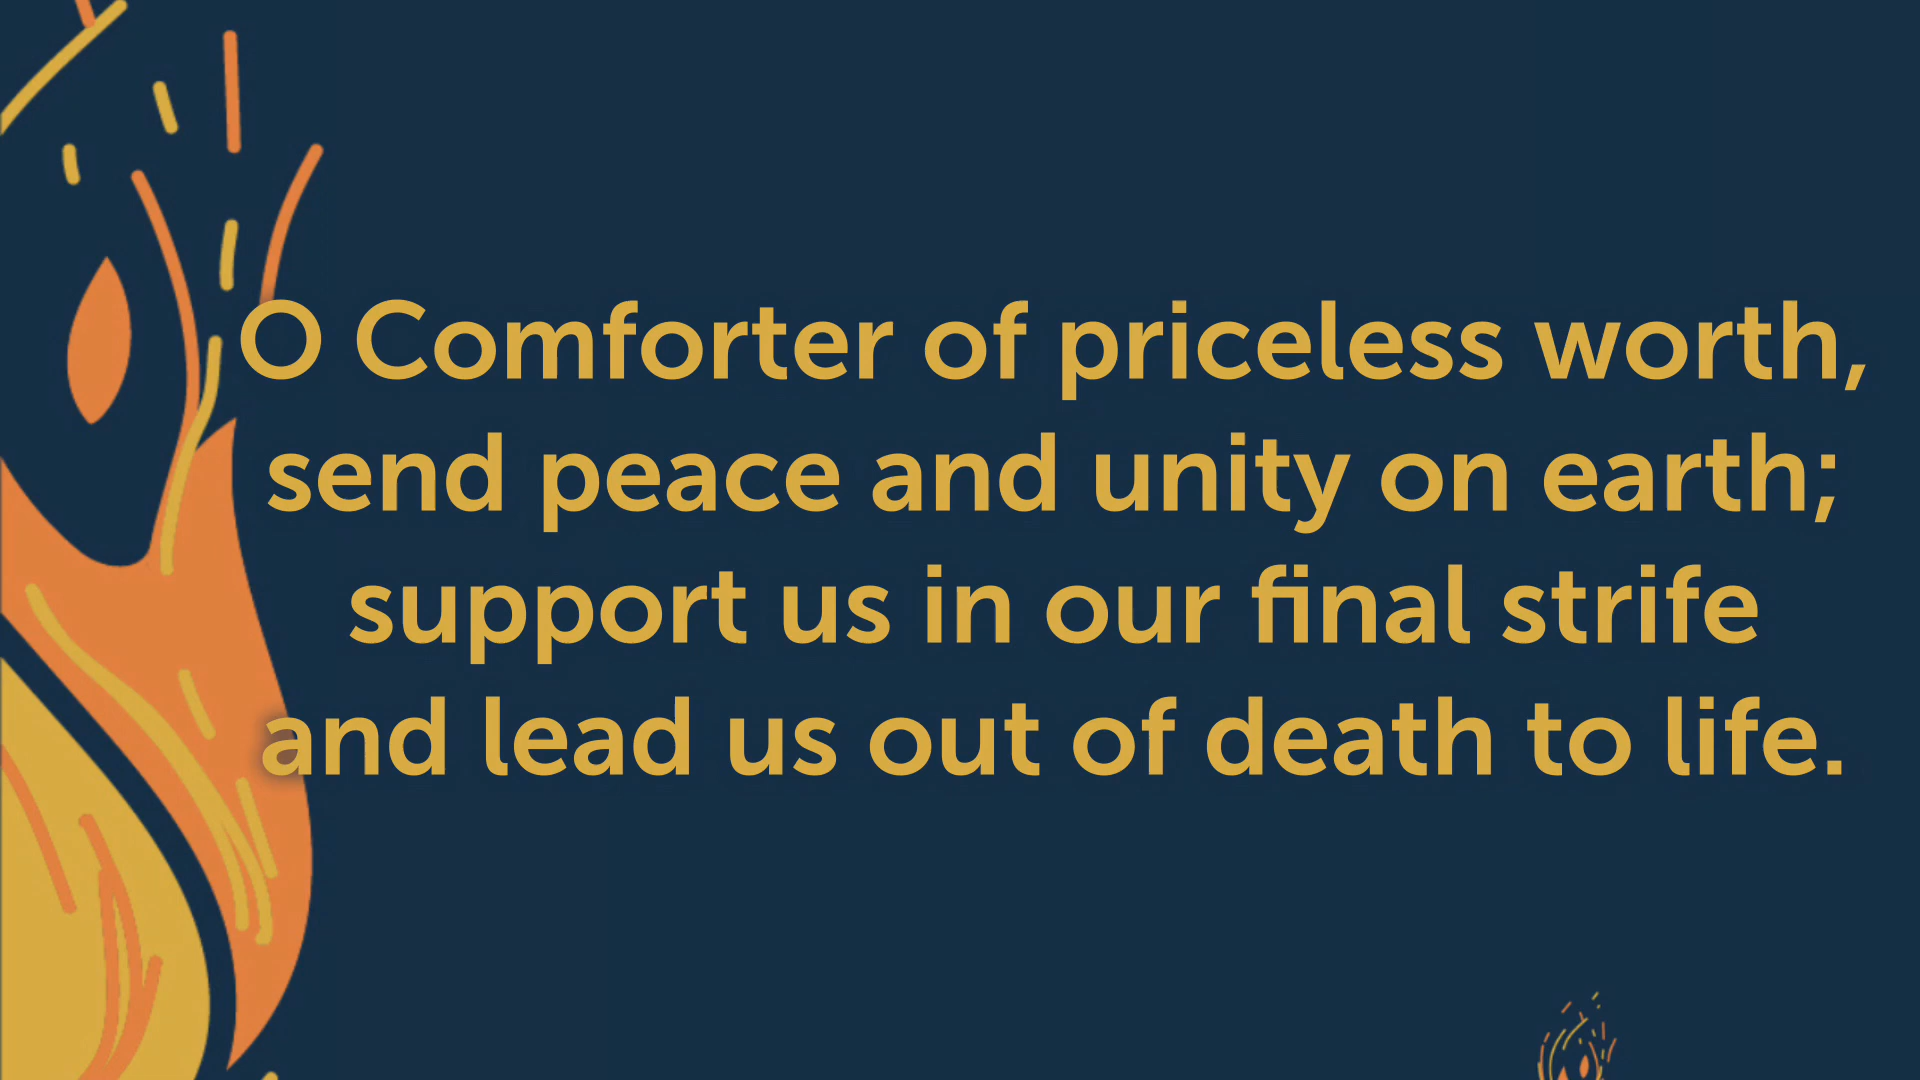 O Comforter of priceless worth,
send peace and unity on earth;
support us in our final strife
and lead us out of death to life.